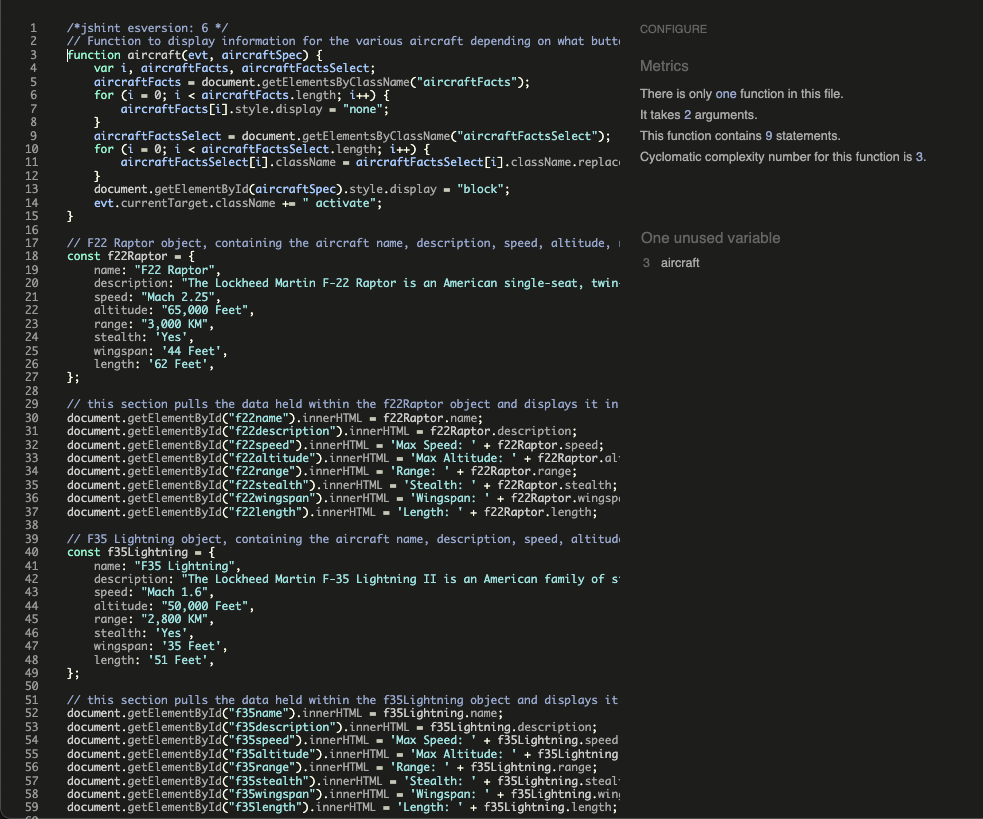 1 /*jshint esversion: 6 */
2 // Function to display information for the various aircraft depending on what butt
3 function aircraft(evt, aircraftSpec) {
4 var i, aircraftFacts, aircraftFactsSelect;
5 aircraftFacts = document.getElementsByClassName("aircraftFacts");
6 for (i = 0; i < aircraftFacts.length; i++) {
7 aircraftFacts[i].style.display = "none";
8 }
9 aircraftFactsSelect = document.getElementsByClassName("aircraftFactsSelect");
10 for (i = 0; i < aircraftFactsSelect.length; i++) {
11 aircraftFactsSelect[i].className = aircraftFactsSelect[i].className.replac
12 }
13 document.getElementById(aircraftSpec).style.display = "block";
14 evt.currentTarget.className += " activate";
15 }
16
17 // F22 Raptor object, containing the aircraft name, description, speed, altitude,
18 const f22Raptor = {
19 name: "F22 Raptor",
20 description: "The Lockheed Martin F-22 Raptor is an American single-seat, twin-
21 speed: "Mach 2.25",
22 altitude: "65,000 Feet",
23 range: "3,000 KM",
24 stealth: 'Yes',
25 wingspan: '44 Feet',
26 length: '62 Feet',
27 };
28
29 // this section pulls the data held within the f22Raptor object and displays it in
30 document.getElementById("f22name").innerHTML = f22Raptor.name;
31 document.getElementById("f22description").innerHTML = f22Raptor.description;
32 document.getElementById("f22speed").innerHTML = 'Max Speed: ' + f22Raptor.speed;
33 document.getElementById("f22altitude").innerHTML = 'Max Altitude: ' + f22Raptor.al
34 document.getElementById("f22range").innerHTML = 'Range: ' + f22Raptor.range;
35 document.getElementById("f22stealth").innerHTML = 'Stealth: ' + f22Raptor.stealth;
36 document.getElementById("f22wingspan").innerHTML = 'Wingspan: ' + f22Raptor.wingsp
37 document.getElementById("f22length").innerHTML = 'Length: ' + f22Raptor.length;
38
39 // F35 Lightning object, containing the aircraft name, description, speed, altitud
40 const f35Lightning = {
41 name: "F35 Lightning",
42 description: "The Lockheed Martin F-35 Lightning II is an American family of s
43 speed: "Mach 1.6",
44 altitude: "50,000 Feet",
45 range: "2,800 KM",
46 stealth: 'Yes',
47 wingspan: '35 Feet',
48 length: '51 Feet',
49 };
50
51 // this section pulls the data held within the f35Lightning object and displays it
52 document.getElementById("f35name").innerHTML = f35Lightning.name;
53 document.getElementById("f35description").innerHTML = f35Lightning.description;
54 document.getElementById("f35speed").innerHTML = 'Max Speed: ' + f35Lightning.speed
55 document.getElementById("f35altitude").innerHTML = 'Max Altitude: ' + f35Lightning
56 document.getElementById("f35range").innerHTML = 'Range: ' + f35Lightning.range;
57 document.getElementById("f35stealth").innerHTML = 'Stealth: ' + f35Lightning.steal
58 document.getElementById("f35wingspan").innerHTML = 'Wingspan: ' + f35Lightning.win
59 document.getElementById("f35length").innerHTML = 'Length: ' + f35Lightning.length;
CONFIGURE
Metrics
There is only one function in this file.
It takes 2 arguments.
This function contains 9 statements.
Cyclomatic complexity number for this function is 3.
One unused variable
3 aircraft